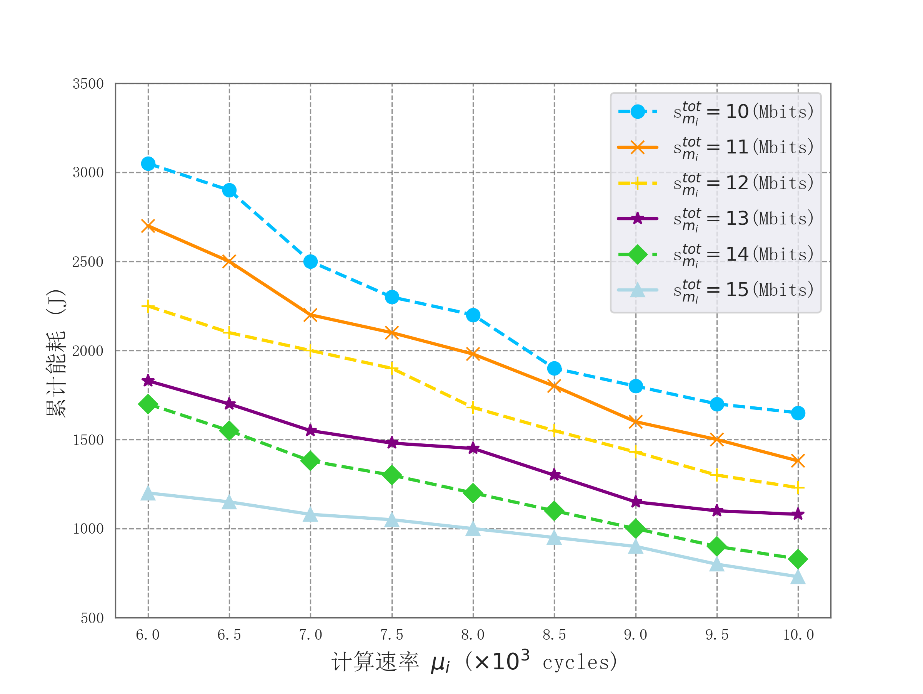 3500
3000
2500
2000
1500
1000
500
累计能耗 (J)
s_{m_i}^{tot} = 10(Mbits)
s_{m_i}^{tot} = 11(Mbits)
s_{m_i}^{tot} = 12(Mbits)
s_{m_i}^{tot} = 13(Mbits)
s_{m_i}^{tot} = 14(Mbits)
s_{m_i}^{tot} = 15(Mbits)
6.0 6.5 7.0 7.5 8.0 8.5 9.0 9.5 10.0
计算速率 μ_i (×10³ cycles)